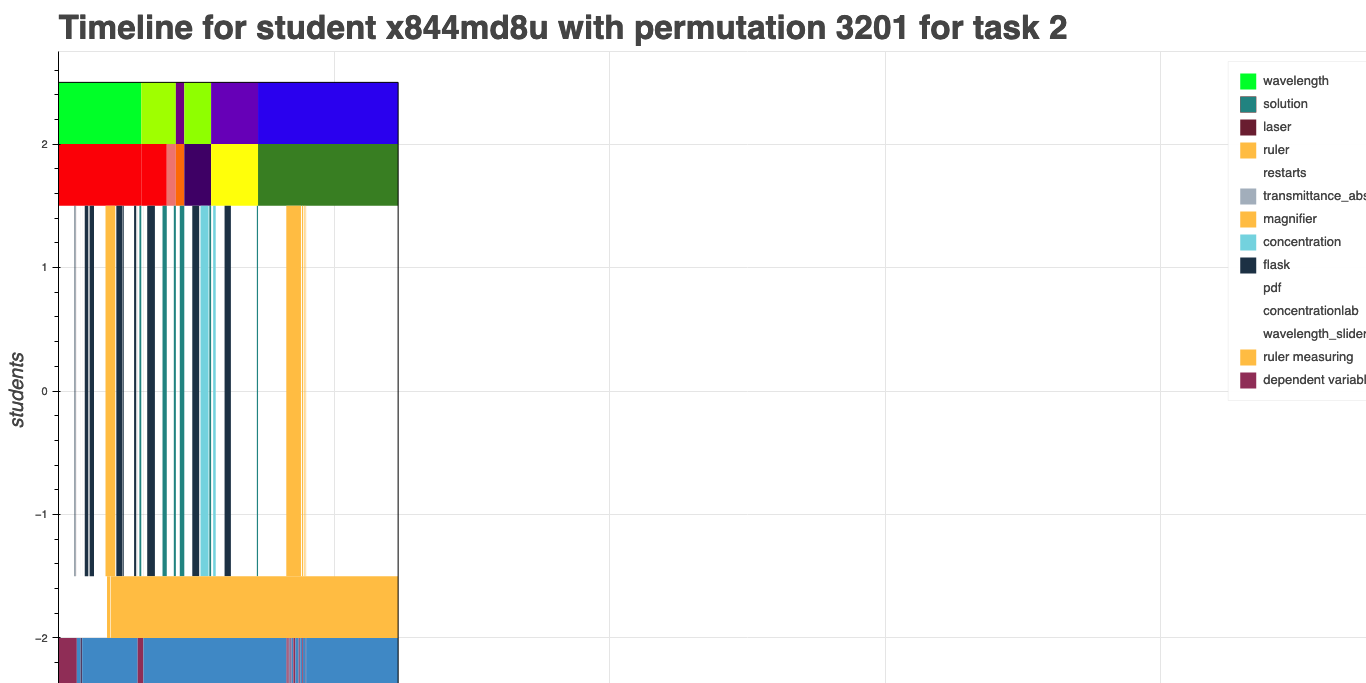 Timeline for student x844md8u with permutation 3201 for task 2
2
1
0
−1
−2
students
wavelength
solution
laser
ruler
restarts
transmittance_abs
magnifier
concentration
flask
pdf
concentrationlab
wavelength_slider
ruler measuring
dependent variabl